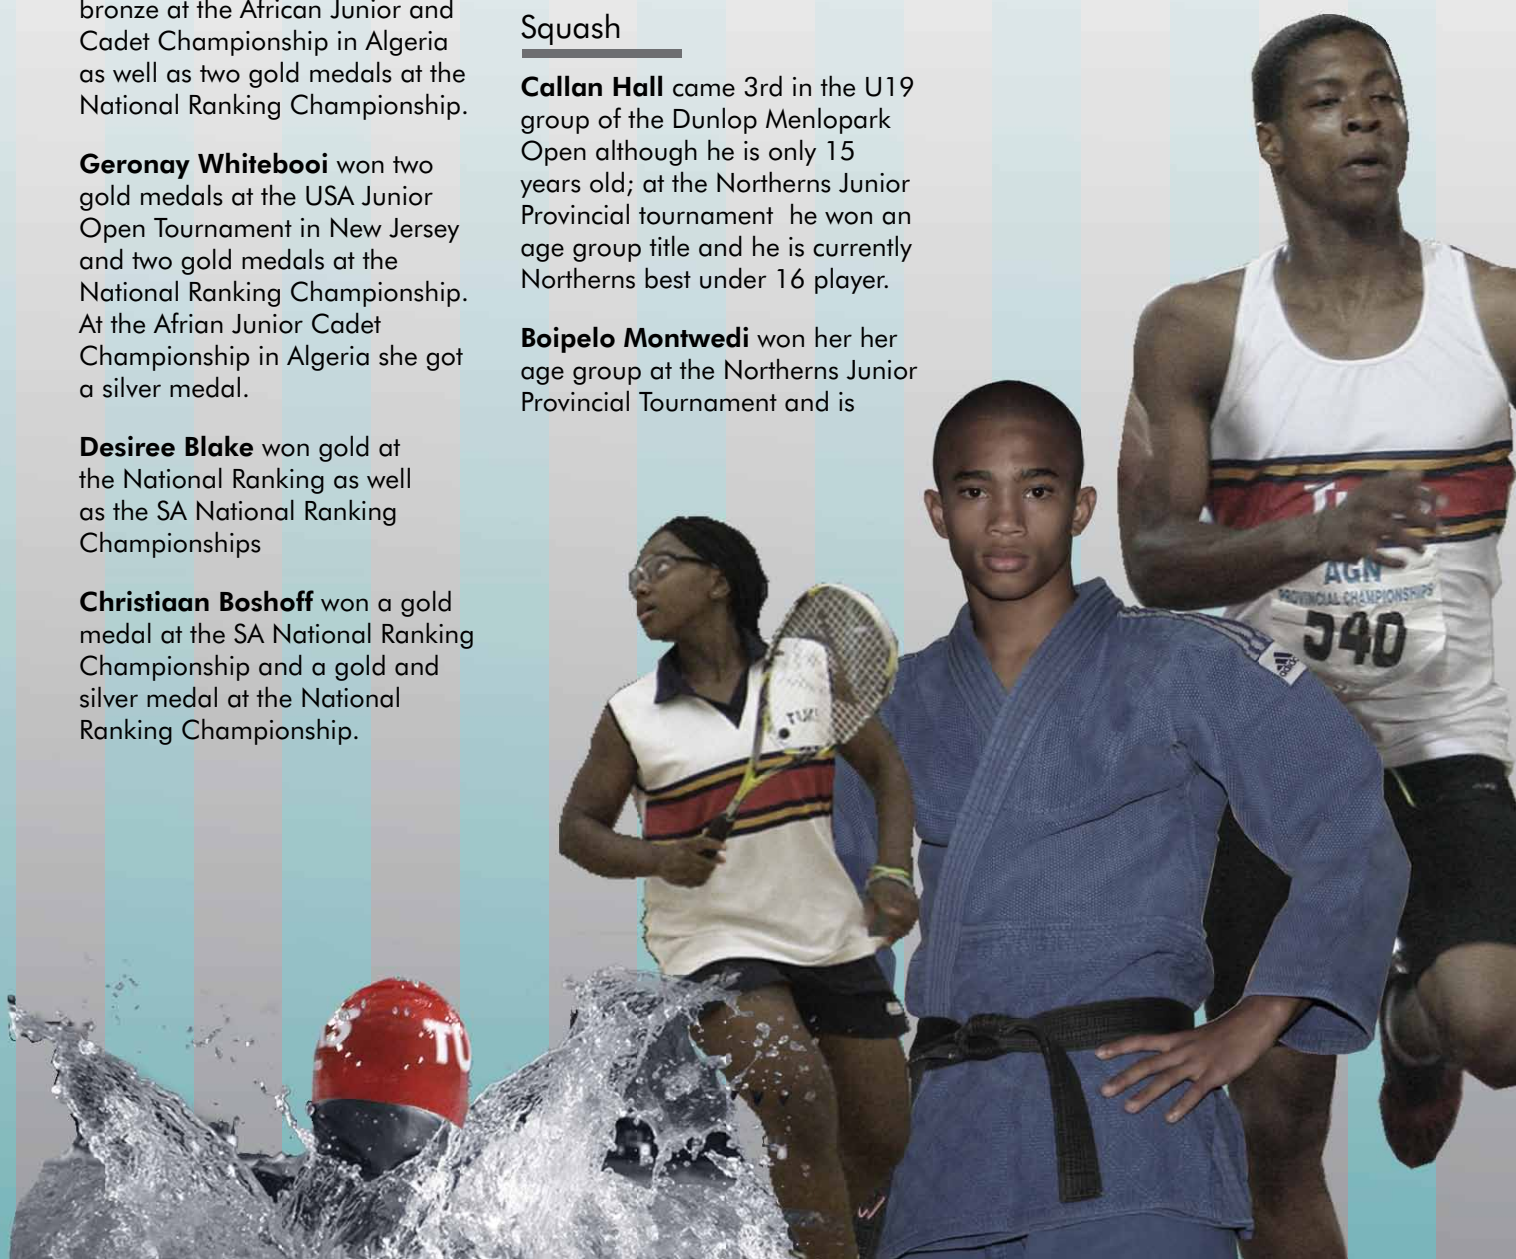 bronze at the African Junior and
Cadet Championship in Algeria
as well as two gold medals at the
National Ranking Championship.
Geronay Whitebooi won two
gold medals at the USA Junior
Open Tournament in New Jersey
and two gold medals at the
National Ranking Championship.
At the Afrian Junior Cadet
Championship in Algeria she got
a silver medal.
Desiree Blake won gold at
the National Ranking as well
as the SA National Ranking
Championships
Christiaan Boshoff won a gold
medal at the SA National Ranking
Championship and a gold and
silver medal at the National
Ranking Championship.
Squash
Callan Hall came 3rd in the U19
group of the Dunlop Menlopark
Open although he is only 15
years old; at the Northerns Junior
Provincial tournament he won an
age group title and he is currently
Northerns best under 16 player.
Boipelo Montwedi won her her
age group at the Northerns Junior
Provincial Tournament and is
AGN
PROVINCIAL CHAMPIONSHIPS
540
adidas
TUK
TU